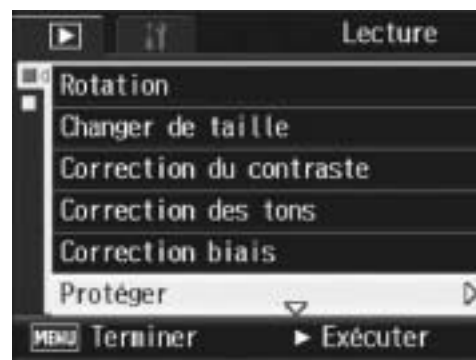 Lecture
Rotation
Changer de taille
Correction du contraste
Correction des tons
Correction biais
Protéger
MENU Terminer Exécuter